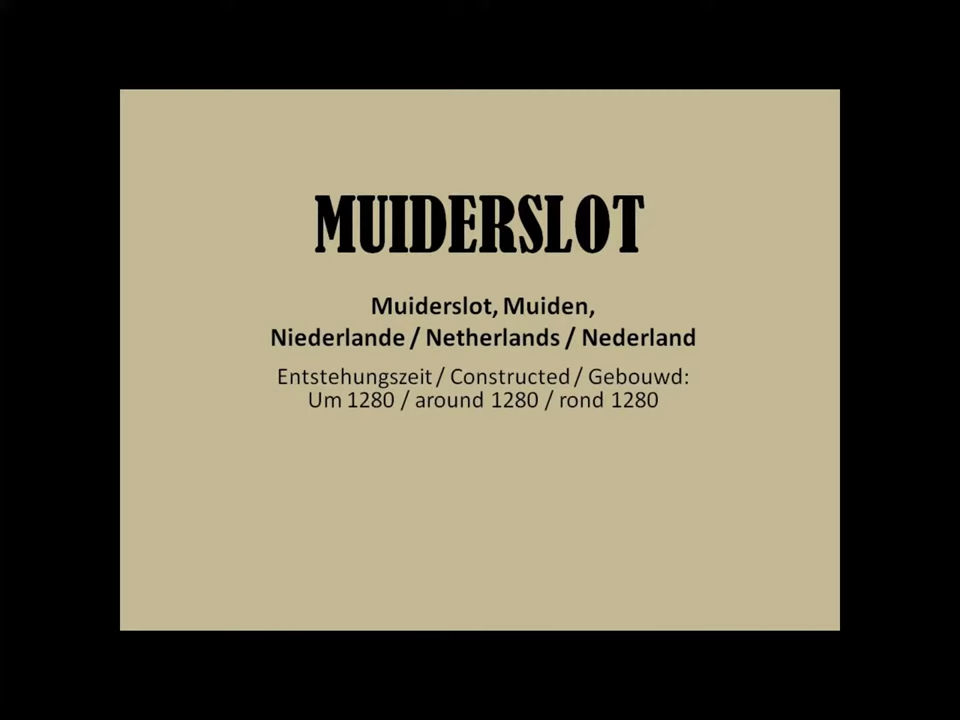 MUIDERSLOT
Muiderslot, Muiden,
Niederlande / Netherlands / Nederland
Entstehungszeit / Constructed / Gebouwd:
Um 1280 / around 1280 / rond 1280